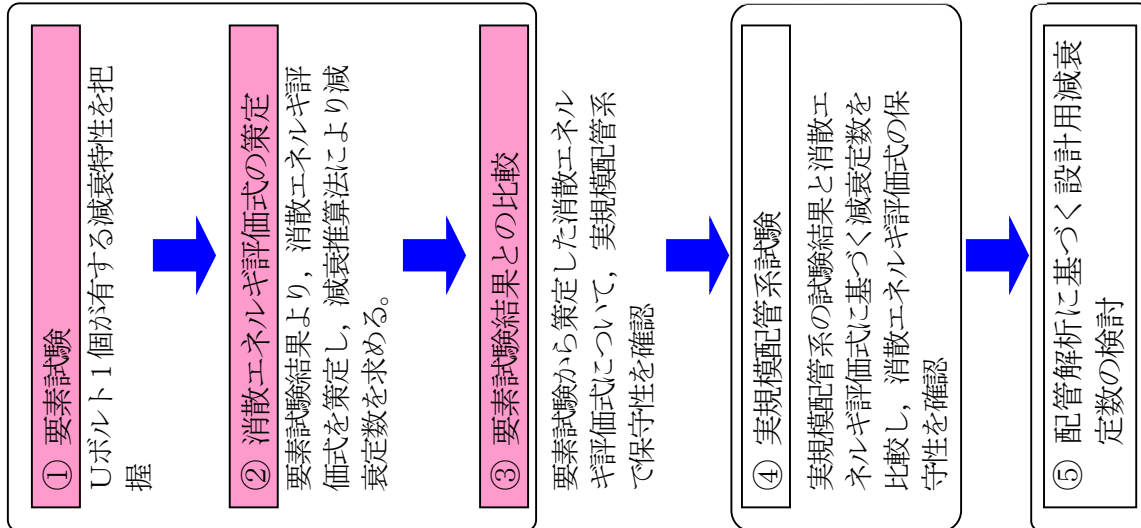 ① 要素試験
Uボルト1個が有する減衰特性を把
握
② 消散エネルギ評価式の策定
要素試験結果より，消散エネルギ評
価式を策定し，減衰推算法により減
衰定数を求める。
③ 要素試験結果との比較
要素試験から策定した消散エネル
ギ評価式について，実規模配管系
で保守性を確認
④ 実規模配管系試験
実規模配管系の試験結果と消散エ
ネルギ評価式に基づく減衰定数を
比較し，消散エネルギ評価式の保
守性を確認
⑤ 配管解析に基づく設計用減衰
定数の検討